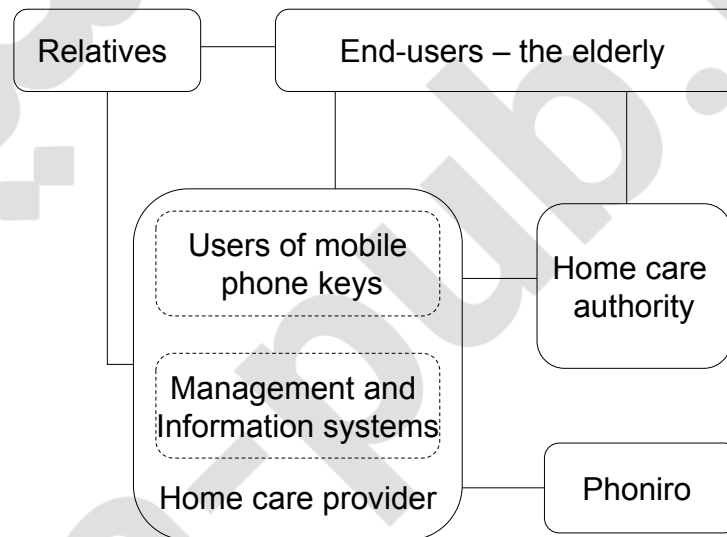 Relatives
End-users – the elderly
Users of mobile
phone keys
Home care
authority
Management and
Information systems
Home care provider
Phoniro
-pub.